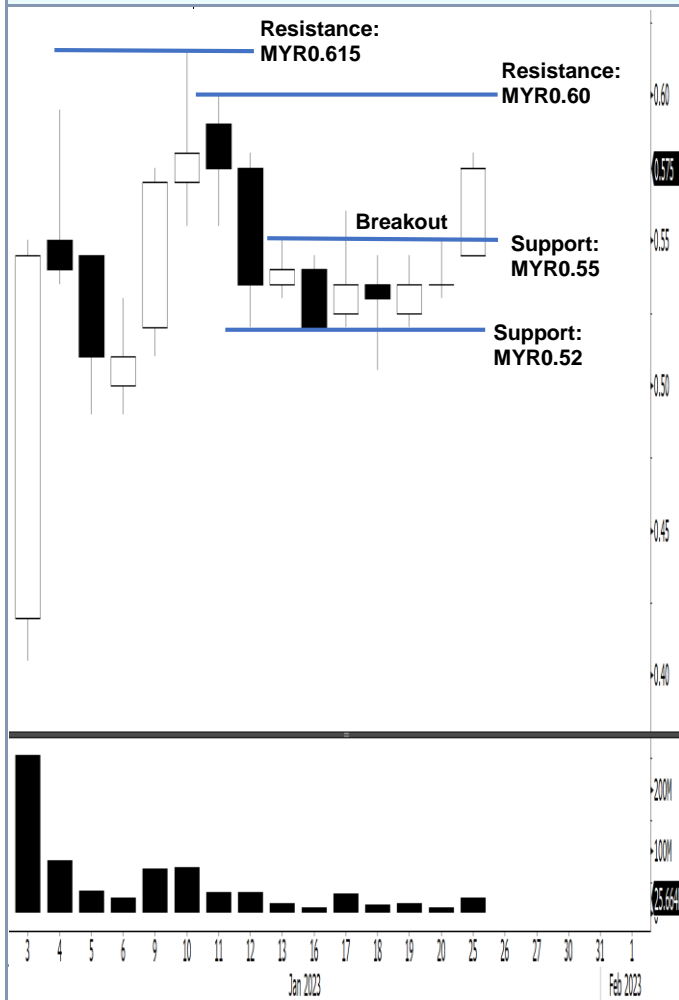 Resistance:
MYR0.615
Resistance:
MYR0.60
0.60
0.575
Breakout
0.55
Support:
MYR0.55
Support:
MYR0.52
0.50
0.45
0.40
200M
100M
25.664
0
3 4 5 6 9 10 11 12 13 16 17 18 19 20 25 26 27 30 31 1
Jan 2023 Feb 2023